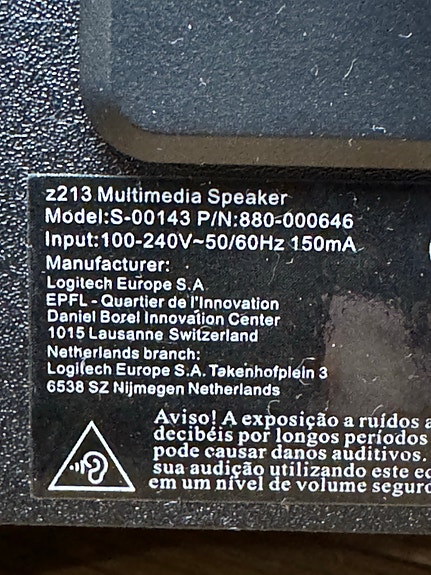 z213 Multimedia Speaker
Model:S-00143 P/N:880-000646
Input:100-240V~50/60Hz 150mA
Manufacturer:
Logitech Europe S.A.
EPFL - Quartier de l'Innovation
Daniel Borel Innovation Center
1015 Lausanne Switzerland
Netherlands branch:
Logitech Europe S.A. Takenhofplein 3
6538 SZ Nijmegen Netherlands
Aviso! A exposição a ruídos a
decibéis por longos períodos
pode causar danos auditivos.
sua audição utilizando este eq
em um nível de volume seguro